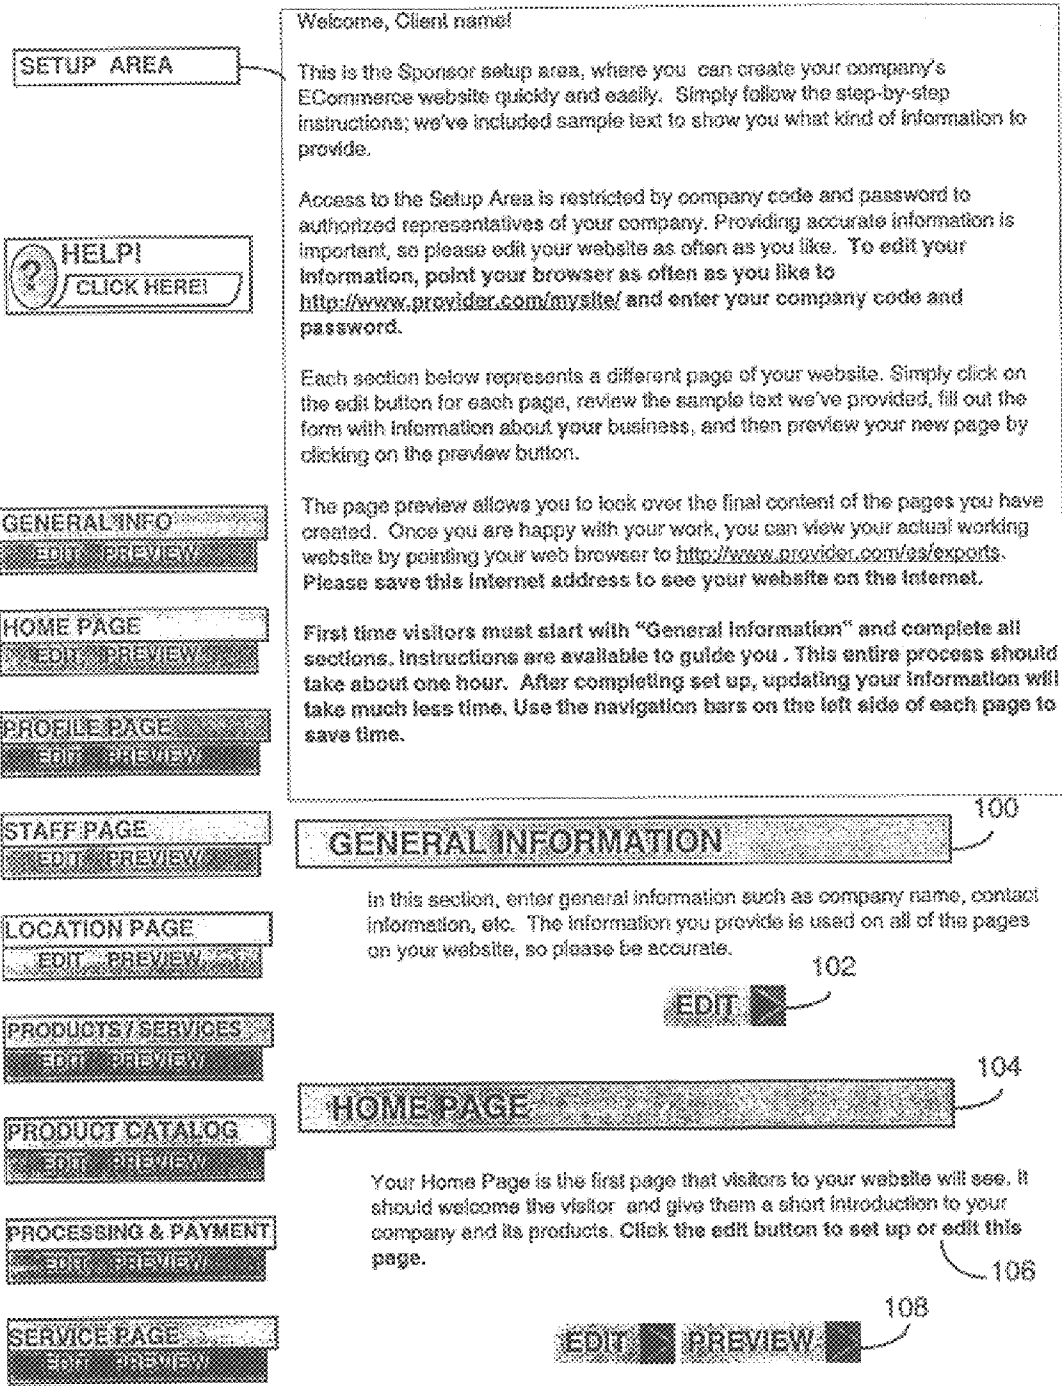 Welcome, Client name!
SETUP AREA
This is the Sponsor setup area, where you can create your company's
ECommerce website quickly and easily. Simply follow the step-by-step
instructions; we've included sample text to show you what kind of information to
provide.
Access to the Setup Area is restricted by company code and password to
authorized representatives of your company. Providing accurate information is
important, so please edit your website as often as you like. To edit your
information, point your browser as often as you like to
http://www.provider.com/mysite/ and enter your company code and
password.
HELP!
? CLICK HERE!
Each section below represents a different page of your website. Simply click on
the edit button for each page, review the sample text we've provided, fill out the
form with information about your business, and then preview your new page by
clicking on the preview button.
The page preview allows you to look over the final content of the pages you have
created. Once you are happy with your work, you can view your actual working
website by pointing your web browser to http://www.provider.com/es/exports.
Please save this internet address to see your website on the internet.
First time visitors must start with "General Information" and complete all
sections. Instructions are available to guide you . This entire process should
take about one hour. After completing set up, updating your information will
take much less time. Use the navigation bars on the left side of each page to
save time.
GENERAL INFO
EDIT PREVIEW
HOME PAGE
EDIT PREVIEW
PROFILE PAGE
EDIT PREVIEW
STAFF PAGE
EDIT PREVIEW
LOCATION PAGE
EDIT PREVIEW
PRODUCTS / SERVICES
EDIT PREVIEW
PRODUCT CATALOG
EDIT PREVIEW
PROCESSING & PAYMENT
EDIT PREVIEW
SERVICE PAGE
EDIT PREVIEW
100
GENERAL INFORMATION
In this section, enter general information such as company name, contact
information, etc. The information you provide is used on all of the pages
on your website, so please be accurate.
102
EDIT
104
HOME PAGE
Your Home Page is the first page that visitors to your website will see. It
should welcome the visitor and give them a short introduction to your
company and its products. Click the edit button to set up or edit this
page.
106
108
EDIT PREVIEW